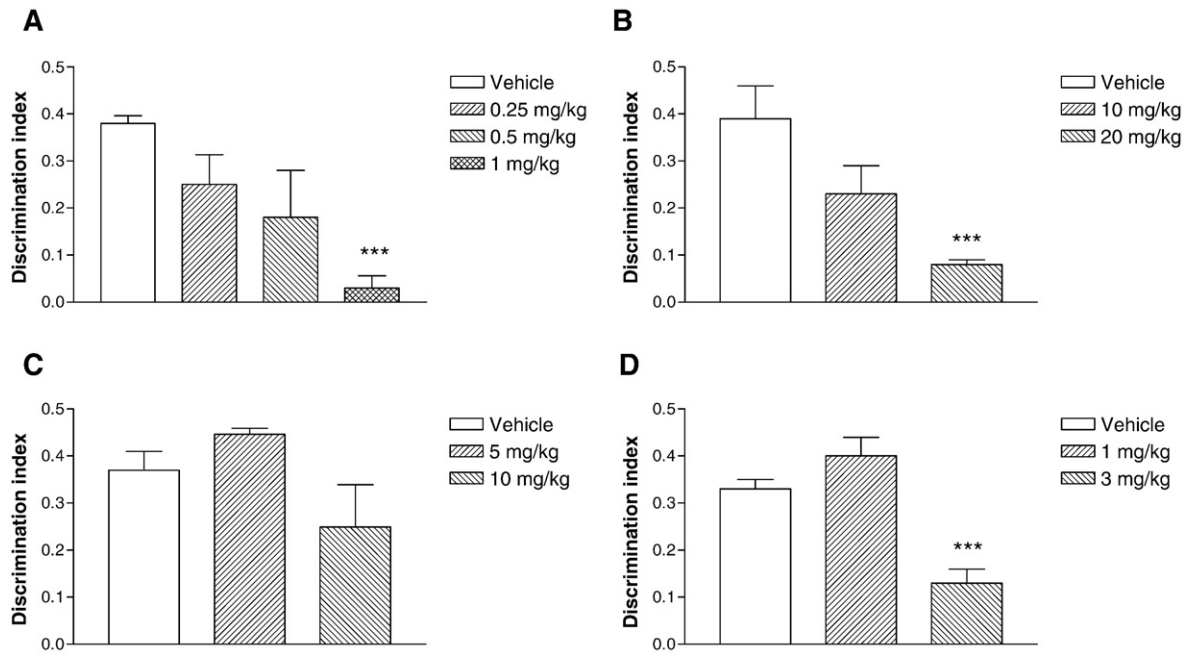 A
Discrimination index
0.5
0.4
0.3
0.2
0.1
0.0
***
Vehicle
0.25 mg/kg
0.5 mg/kg
1 mg/kg
B
Discrimination index
0.5
0.4
0.3
0.2
0.1
0.0
***
Vehicle
10 mg/kg
20 mg/kg
C
Discrimination index
0.5
0.4
0.3
0.2
0.1
0.0
Vehicle
5 mg/kg
10 mg/kg
D
Discrimination index
0.5
0.4
0.3
0.2
0.1
0.0
***
Vehicle
1 mg/kg
3 mg/kg